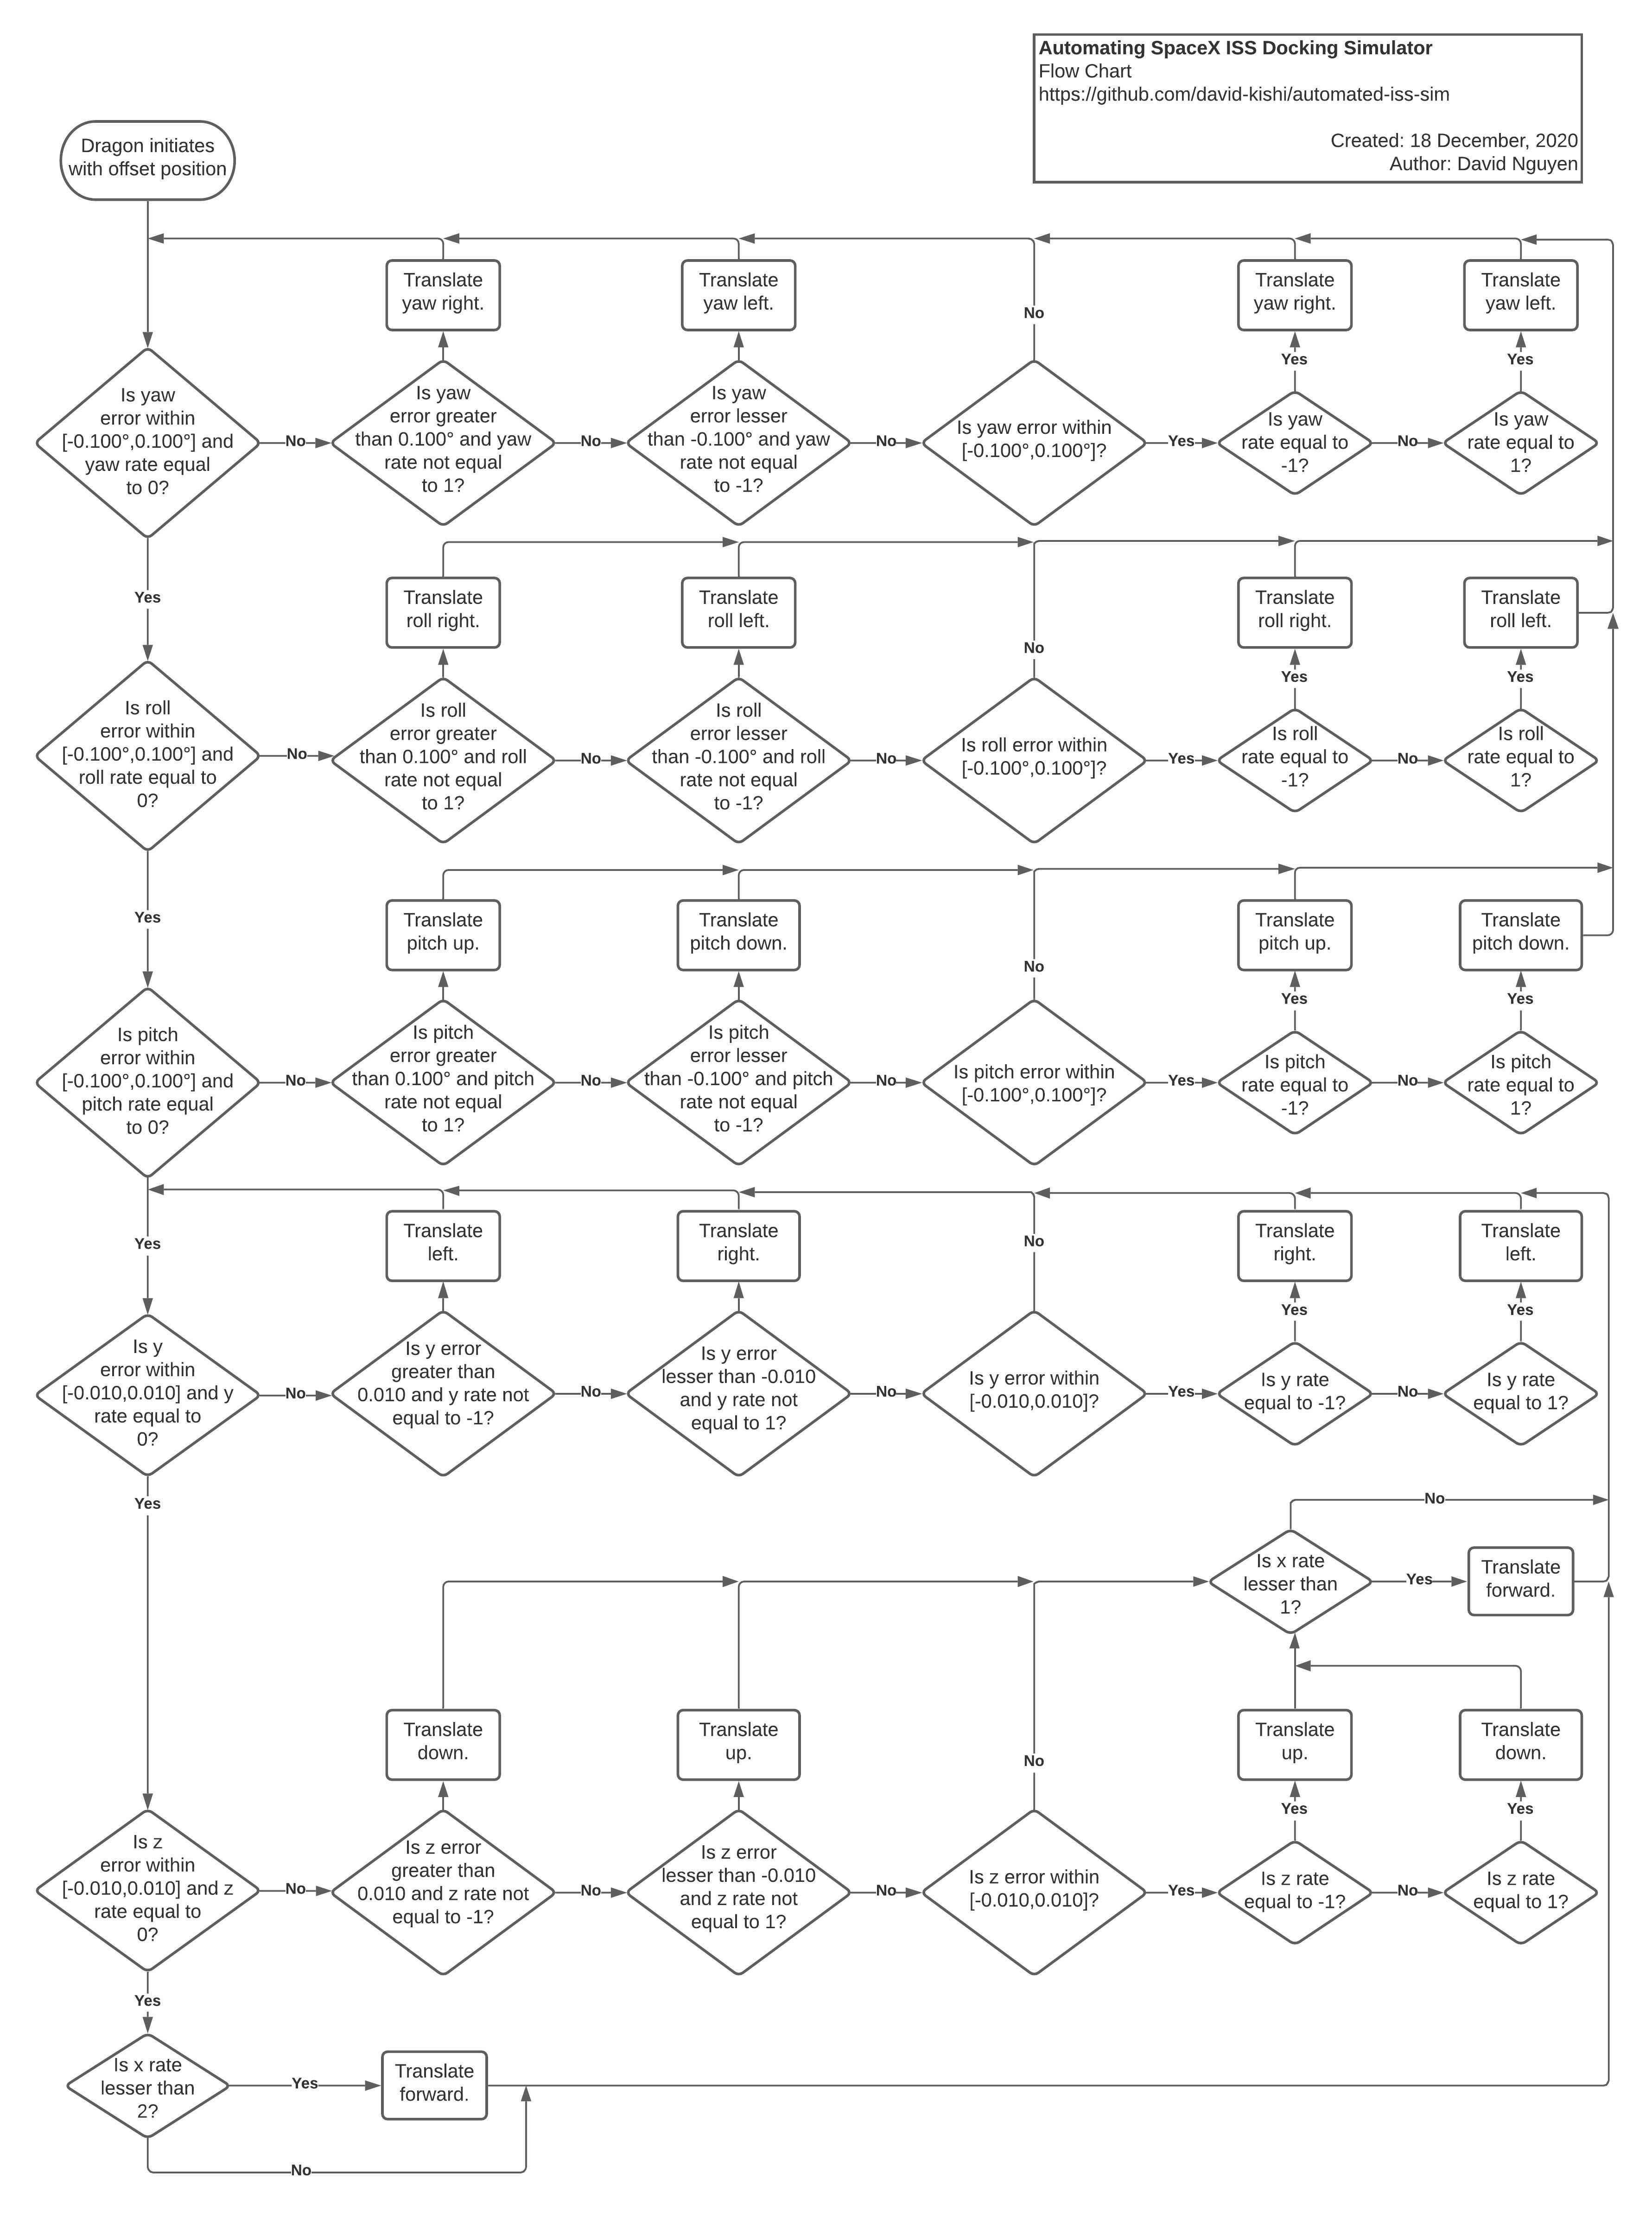 Automating SpaceX ISS Docking Simulator
Flow Chart
https://github.com/david-kishi/automated-iss-sim
Created: 18 December, 2020
Author: David Nguyen
Dragon initiates
with offset position
Translate
yaw right.
Translate
yaw left.
No
Translate
yaw right.
Translate
yaw left.
Yes
Yes
Is yaw
error within
[-0.100°,0.100°] and
yaw rate equal
to 0?
No
Is yaw
error greater
than 0.100° and yaw
rate not equal
to 1?
No
Is yaw
error lesser
than -0.100° and yaw
rate not equal
to -1?
No
Is yaw error within
[-0.100°,0.100°]?
Yes
Is yaw
rate equal to
-1?
No
Is yaw
rate equal to
1?
Yes
Translate
roll right.
Translate
roll left.
No
Translate
roll right.
Translate
roll left.
Yes
Yes
Is roll
error within
[-0.100°,0.100°] and
roll rate equal to
0?
No
Is roll
error greater
than 0.100° and roll
rate not equal
to 1?
No
Is roll
error lesser
than -0.100° and roll
rate not equal
to -1?
No
Is roll error within
[-0.100°,0.100°]?
Yes
Is roll
rate equal to
-1?
No
Is roll
rate equal to
1?
Yes
Translate
pitch up.
Translate
pitch down.
No
Translate
pitch up.
Translate
pitch down.
Yes
Yes
Is pitch
error within
[-0.100°,0.100°] and
pitch rate equal
to 0?
No
Is pitch
error greater
than 0.100° and pitch
rate not equal
to 1?
No
Is pitch
error lesser
than -0.100° and pitch
rate not equal
to -1?
No
Is pitch error within
[-0.100°,0.100°]?
Yes
Is pitch
rate equal to
-1?
No
Is pitch
rate equal to
1?
Yes
Translate
left.
Translate
right.
No
Translate
right.
Translate
left.
Yes
Yes
Is y
error within
[-0.010,0.010] and y
rate equal to
0?
No
Is y error
greater than
0.010 and y rate not
equal to -1?
No
Is y error
lesser than -0.010
and y rate not
equal to 1?
No
Is y error within
[-0.010,0.010]?
Yes
Is y rate
equal to -1?
No
Is y rate
equal to 1?
Yes
No
Is x rate
lesser than
1?
Yes
Translate
forward.
Translate
down.
Translate
up.
No
Translate
up.
Translate
down.
Yes
Yes
Is z
error within
[-0.010,0.010] and z
rate equal to
0?
No
Is z error
greater than
0.010 and z rate not
equal to -1?
No
Is z error
lesser than -0.010
and z rate not
equal to 1?
No
Is z error within
[-0.010,0.010]?
Yes
Is z rate
equal to -1?
No
Is z rate
equal to 1?
Yes
Is x rate
lesser than
2?
Yes
Translate
forward.
No